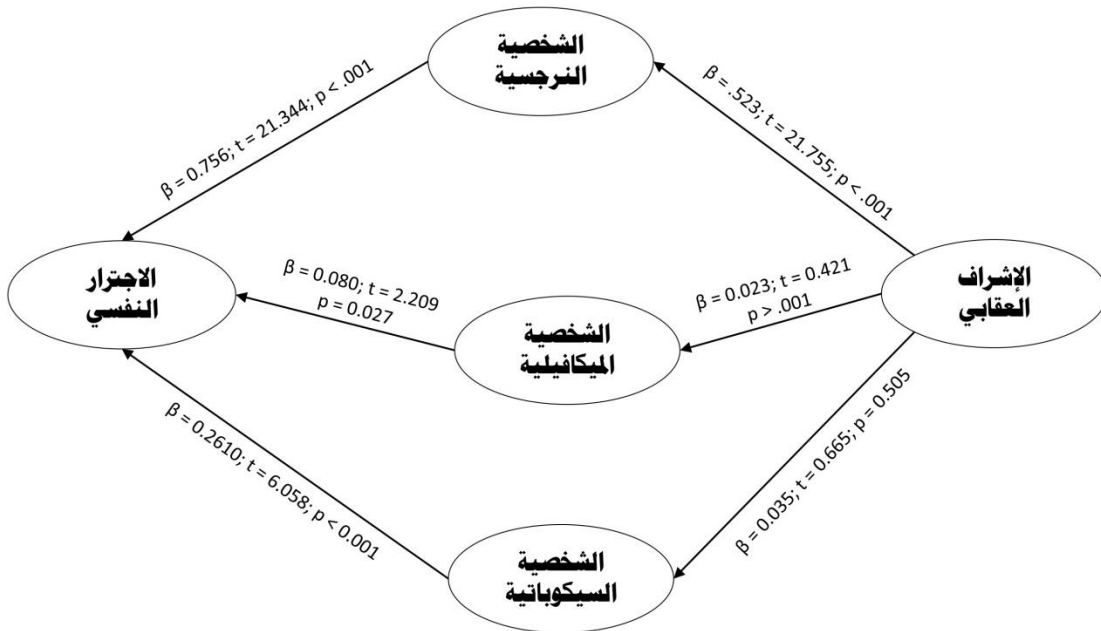 الشخصية
النرجسية
β = 0.756; t = 21.344; p < .001
β = .523; t = 21.755; p < .001
الإشراف
العقابي
الاجترار
النفسي
β = 0.023; t = 0.421
p > .001
β = 0.080; t = 2.209
p = 0.027
الشخصية
الميكافيلية
β = 0.035; t = 0.665; p = 0.505
β = 0.2610; t = 6.058; p < 0.001
الشخصية
السيكوباتية